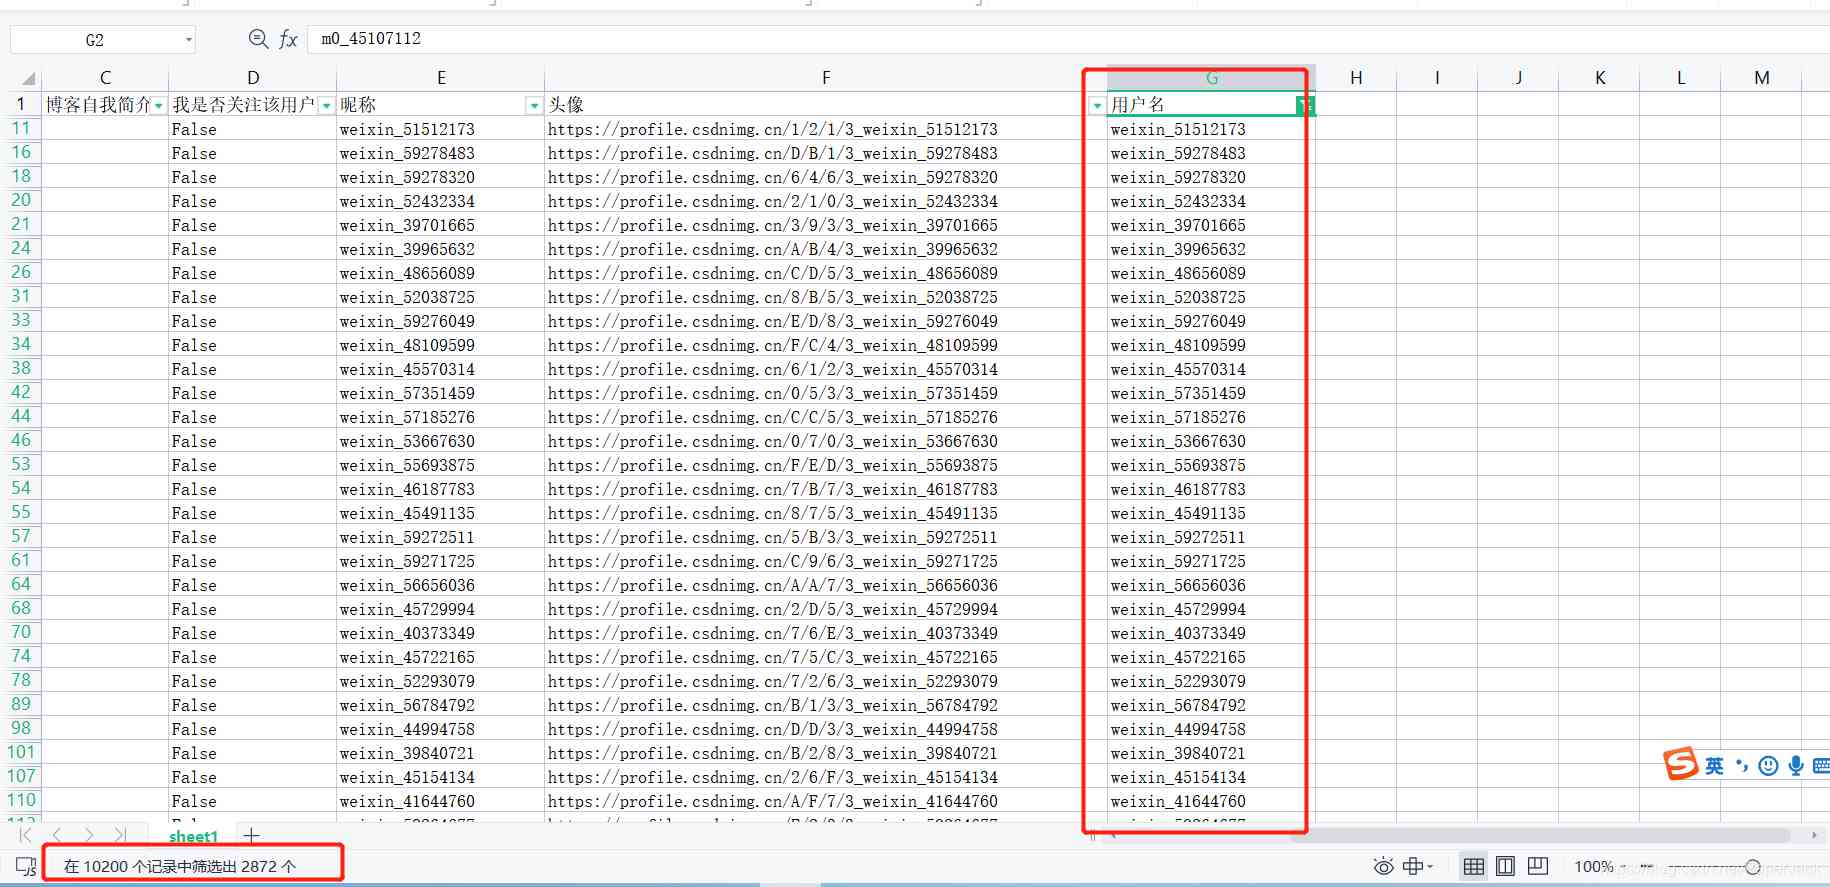 G2 fx m0_45107112
C D E F G H I J K L M
1 博客自我简介 我是否关注该用户 昵称 头像 用户名
11 False weixin_51512173 https://profile.csdnimg.cn/1/2/1/3_weixin_51512173 weixin_51512173
16 False weixin_59278483 https://profile.csdnimg.cn/D/B/1/3_weixin_59278483 weixin_59278483
18 False weixin_59278320 https://profile.csdnimg.cn/6/4/6/3_weixin_59278320 weixin_59278320
20 False weixin_52432334 https://profile.csdnimg.cn/2/1/0/3_weixin_52432334 weixin_52432334
21 False weixin_39701665 https://profile.csdnimg.cn/3/9/3/3_weixin_39701665 weixin_39701665
24 False weixin_39965632 https://profile.csdnimg.cn/A/B/4/3_weixin_39965632 weixin_39965632
26 False weixin_48656089 https://profile.csdnimg.cn/C/D/5/3_weixin_48656089 weixin_48656089
31 False weixin_52038725 https://profile.csdnimg.cn/8/B/5/3_weixin_52038725 weixin_52038725
33 False weixin_59276049 https://profile.csdnimg.cn/E/D/8/3_weixin_59276049 weixin_59276049
34 False weixin_48109599 https://profile.csdnimg.cn/F/C/4/3_weixin_48109599 weixin_48109599
38 False weixin_45570314 https://profile.csdnimg.cn/6/1/2/3_weixin_45570314 weixin_45570314
42 False weixin_57351459 https://profile.csdnimg.cn/0/5/3/3_weixin_57351459 weixin_57351459
44 False weixin_57185276 https://profile.csdnimg.cn/C/C/5/3_weixin_57185276 weixin_57185276
46 False weixin_53667630 https://profile.csdnimg.cn/0/7/0/3_weixin_53667630 weixin_53667630
53 False weixin_55693875 https://profile.csdnimg.cn/F/E/D/3_weixin_55693875 weixin_55693875
54 False weixin_46187783 https://profile.csdnimg.cn/7/B/7/3_weixin_46187783 weixin_46187783
55 False weixin_45491135 https://profile.csdnimg.cn/8/7/5/3_weixin_45491135 weixin_45491135
57 False weixin_59272511 https://profile.csdnimg.cn/5/B/3/3_weixin_59272511 weixin_59272511
61 False weixin_59271725 https://profile.csdnimg.cn/C/9/6/3_weixin_59271725 weixin_59271725
64 False weixin_56656036 https://profile.csdnimg.cn/A/A/7/3_weixin_56656036 weixin_56656036
68 False weixin_45729994 https://profile.csdnimg.cn/2/D/5/3_weixin_45729994 weixin_45729994
70 False weixin_40373349 https://profile.csdnimg.cn/7/6/E/3_weixin_40373349 weixin_40373349
74 False weixin_45722165 https://profile.csdnimg.cn/7/5/C/3_weixin_45722165 weixin_45722165
78 False weixin_52293079 https://profile.csdnimg.cn/7/2/6/3_weixin_52293079 weixin_52293079
89 False weixin_56784792 https://profile.csdnimg.cn/B/1/3/3_weixin_56784792 weixin_56784792
98 False weixin_44994758 https://profile.csdnimg.cn/D/D/3/3_weixin_44994758 weixin_44994758
101 False weixin_39840721 https://profile.csdnimg.cn/B/2/8/3_weixin_39840721 weixin_39840721
107 False weixin_45154134 https://profile.csdnimg.cn/2/6/F/3_weixin_45154134 weixin_45154134
110 False weixin_41644760 https://profile.csdnimg.cn/A/F/7/3_weixin_41644760 weixin_41644760
英
sheet1
在 10200 个记录中筛选出 2872 个 100%